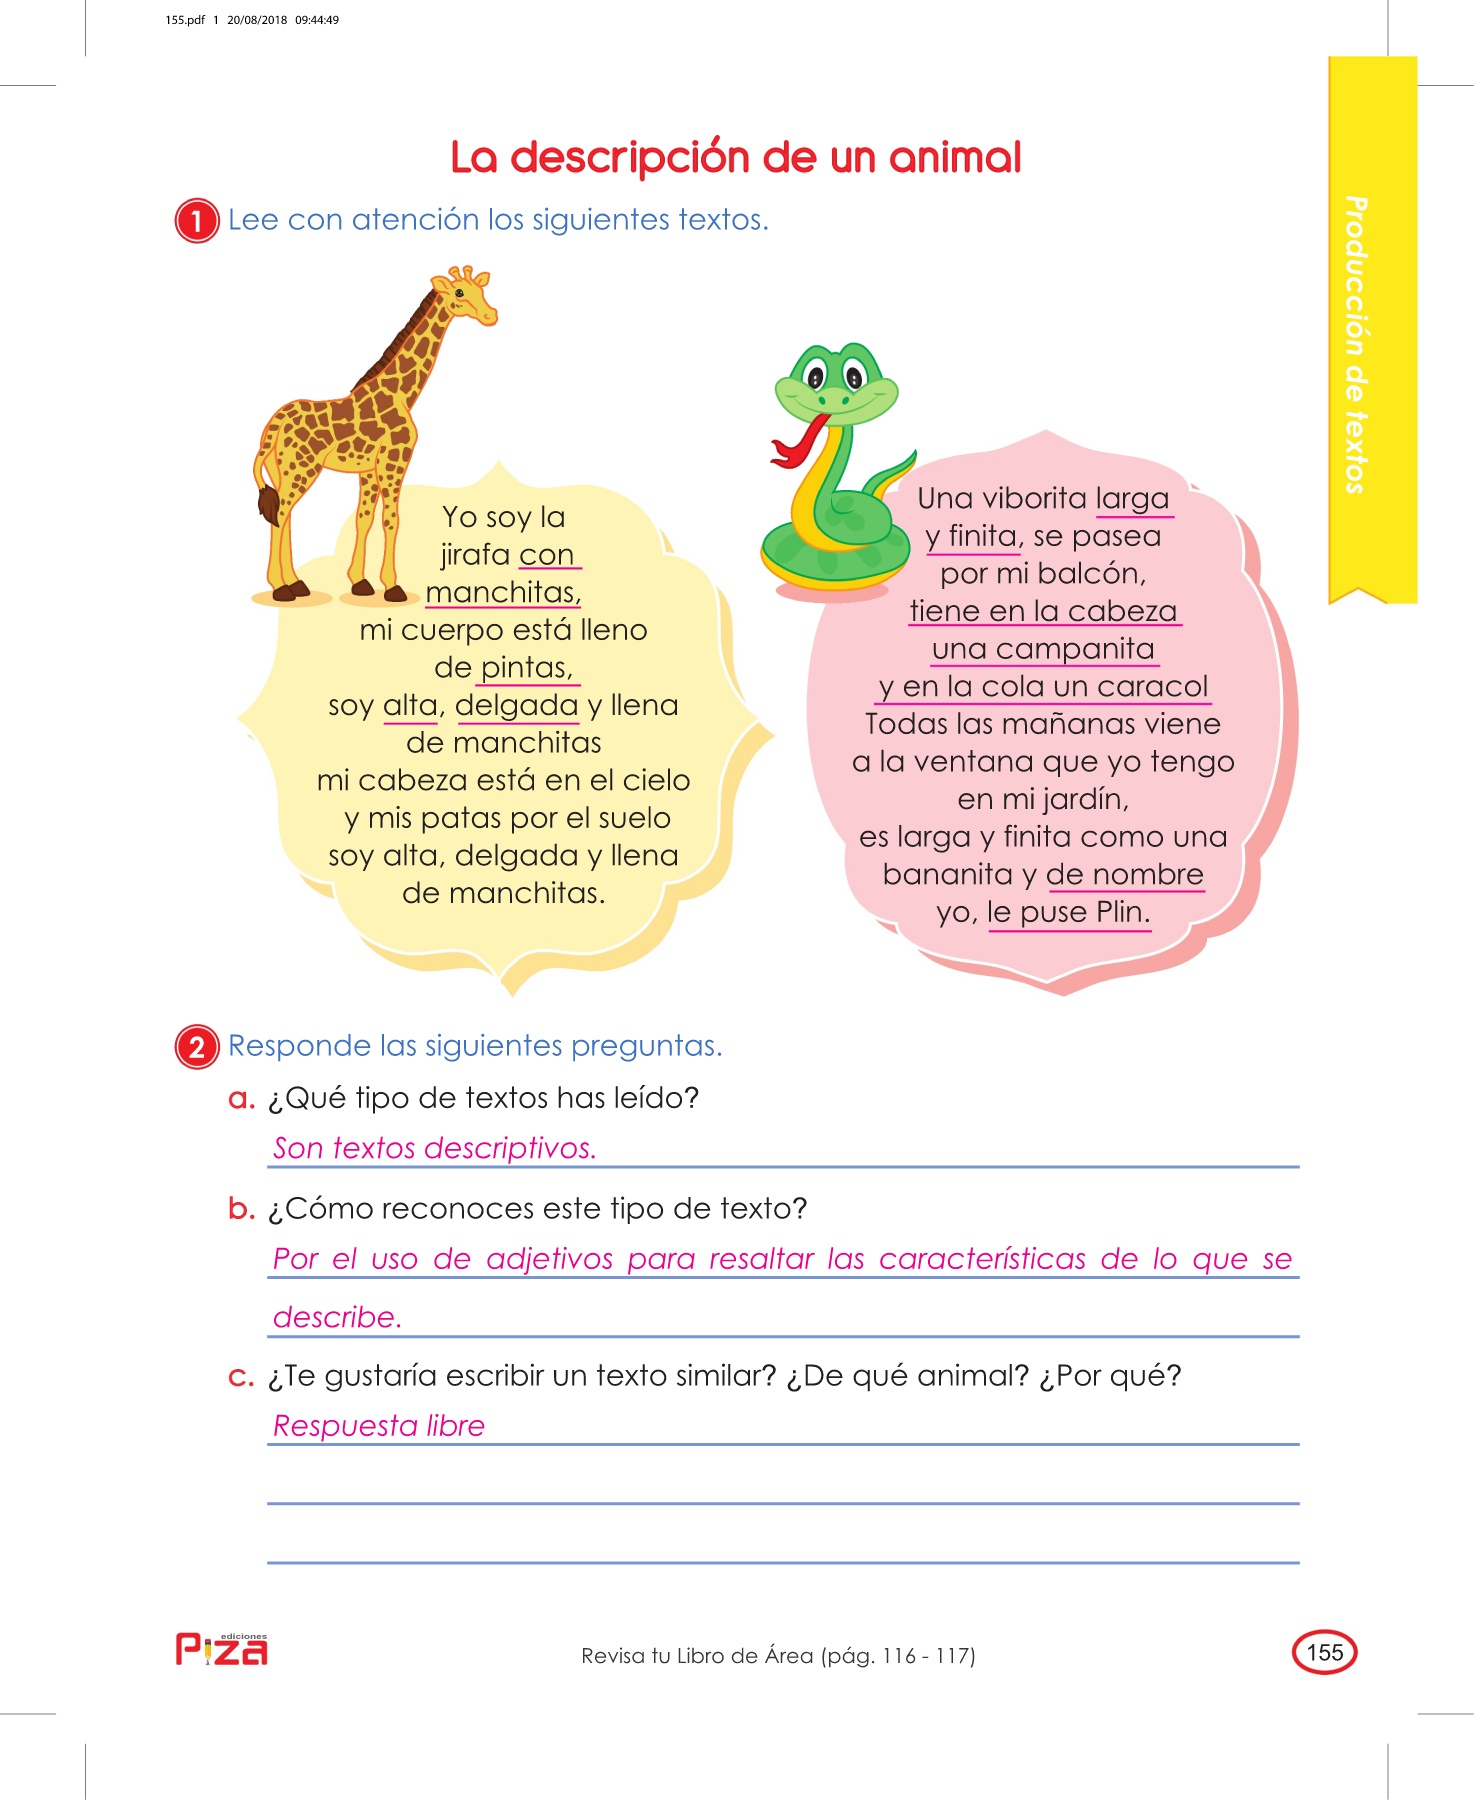 155.pdf 1 20/08/2018 09:44:49
La descripción de un animal
Producción de textos
1 Lee con atención los siguientes textos.
Yo soy la
jirafa con
manchitas,
mi cuerpo está lleno
de pintas,
soy alta, delgada y llena
de manchitas
mi cabeza está en el cielo
y mis patas por el suelo
soy alta, delgada y llena
de manchitas.
Una viborita larga
y finita, se pasea
por mi balcón,
tiene en la cabeza
una campanita
y en la cola un caracol
Todas las mañanas viene
a la ventana que yo tengo
en mi jardín,
es larga y finita como una
bananita y de nombre
yo, le puse Plin.
2 Responde las siguientes preguntas.
a. ¿Qué tipo de textos has leído?
Son textos descriptivos.
b. ¿Cómo reconoces este tipo de texto?
Por el uso de adjetivos para resaltar las características de lo que se
describe.
c. ¿Te gustaría escribir un texto similar? ¿De qué animal? ¿Por qué?
Respuesta libre
ediciones
Piza
Revisa tu Libro de Área (pág. 116 - 117)
155